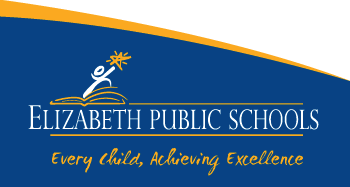 ELIZABETH PUBLIC SCHOOLS
Every Child, Achieving Excellence